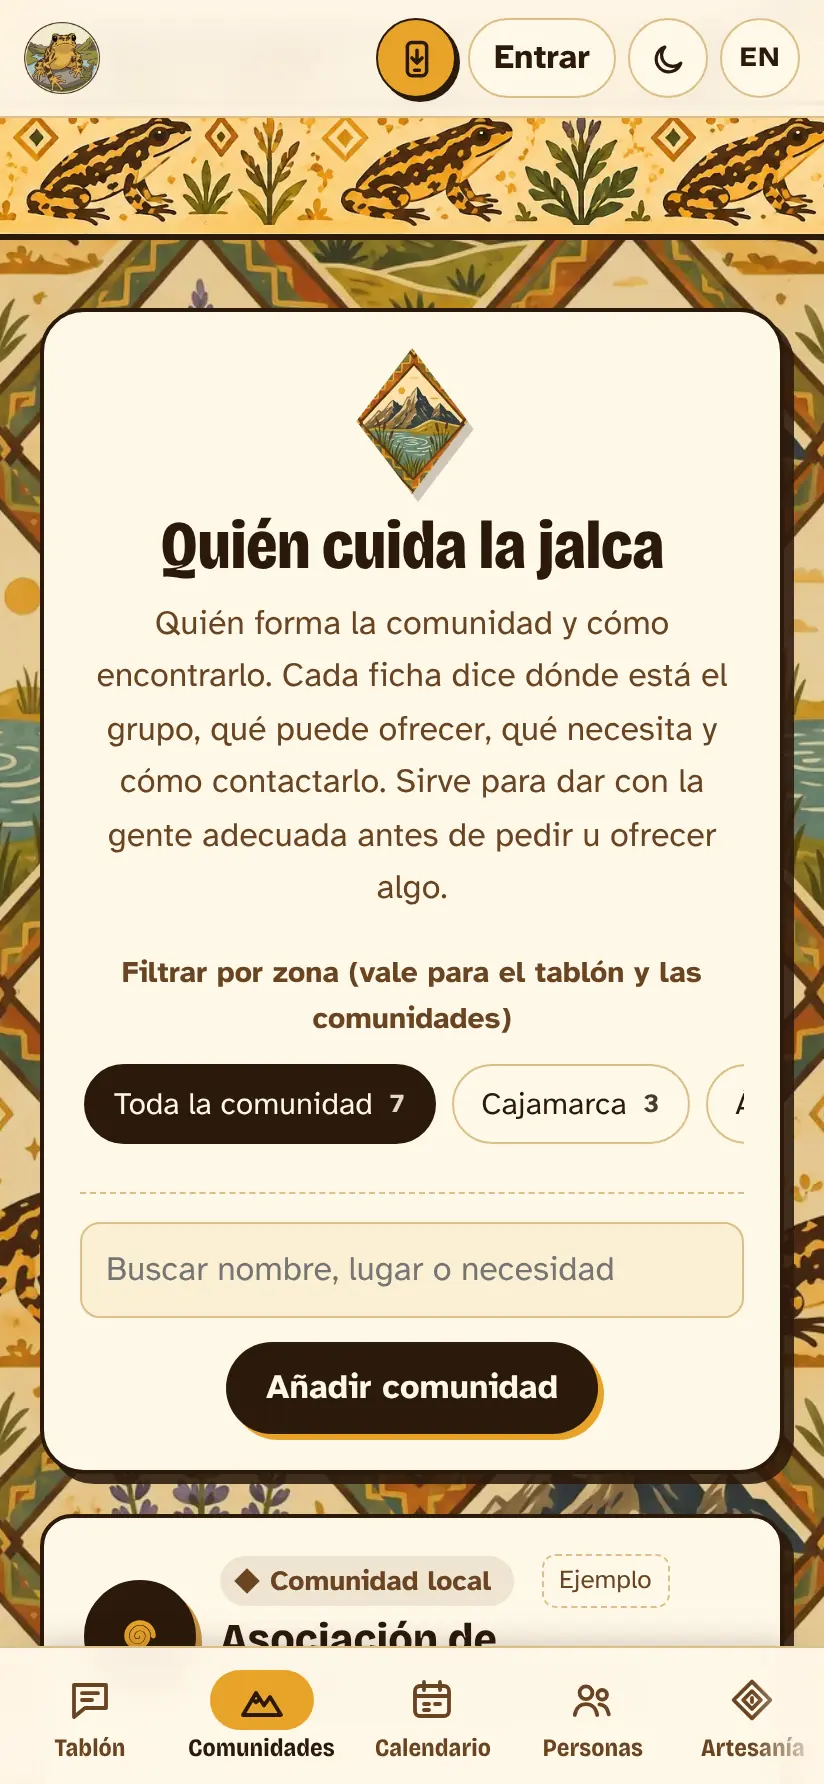 Entrar
EN
Quién cuida la jalca
Quién forma la comunidad y cómo
encontrarlo. Cada ficha dice dónde está el
grupo, qué puede ofrecer, qué necesita y
cómo contactarlo. Sirve para dar con la
gente adecuada antes de pedir u ofrecer
algo.
Filtrar por zona (vale para el tablón y las
comunidades)
Toda la comunidad 7
Cajamarca 3
Buscar nombre, lugar o necesidad
Añadir comunidad
Comunidad local
Ejemplo
Asociación de
Tablón
Comunidades
Calendario
Personas
Artesanía